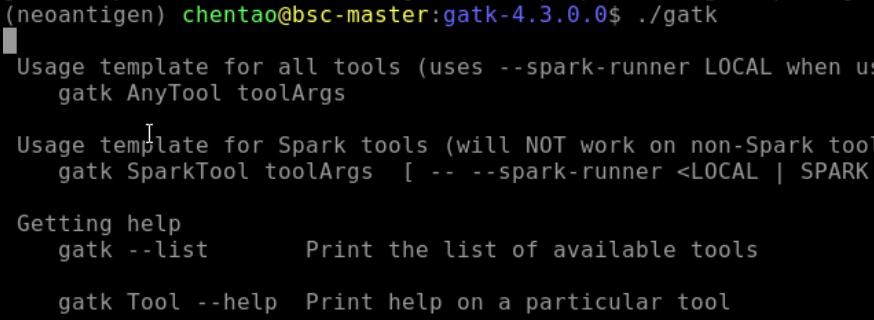 (neoantigen) chentao@bsc-master:gatk-4.3.0.0$ ./gatk
Usage template for all tools (uses --spark-runner LOCAL when us
gatk AnyTool toolArgs
Usage template for Spark tools (will NOT work on non-Spark tool
gatk SparkTool toolArgs  [ -- --spark-runner <LOCAL | SPARK
Getting help
gatk --list       Print the list of available tools
gatk Tool --help  Print help on a particular tool